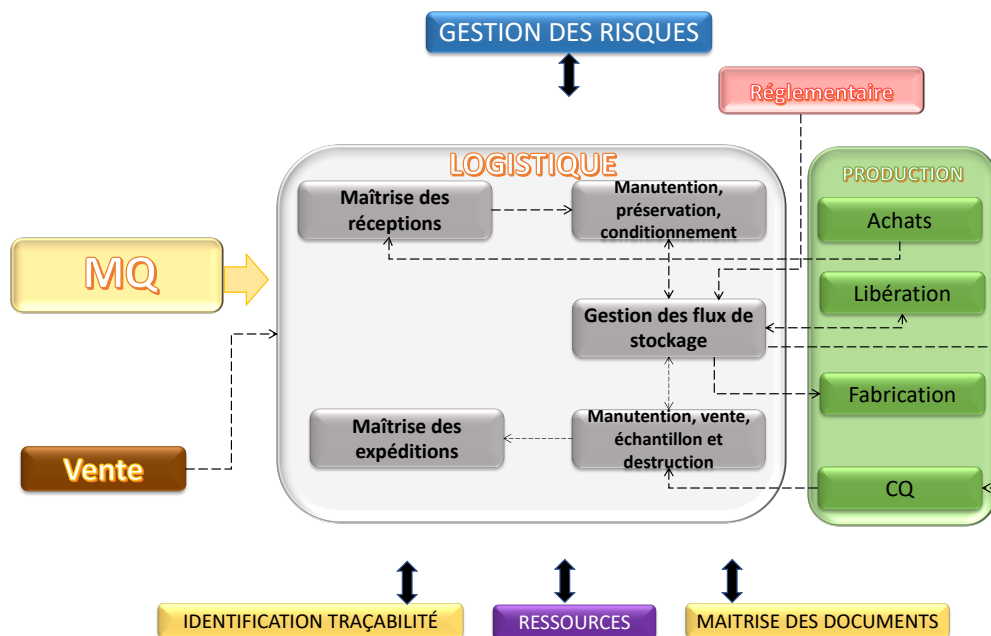 GESTION DES RISQUES
Réglementaire
LOGISTIQUE
PRODUCTION
Maîtrise des
réceptions
Manutention,
préservation,
conditionnement
Achats
MQ
Libération
Gestion des flux de
stockage
Fabrication
Maîtrise des
expéditions
Manutention, vente,
échantillon et
destruction
Vente
CQ
IDENTIFICATION TRAÇABILITÉ
RESSOURCES
MAITRISE DES DOCUMENTS